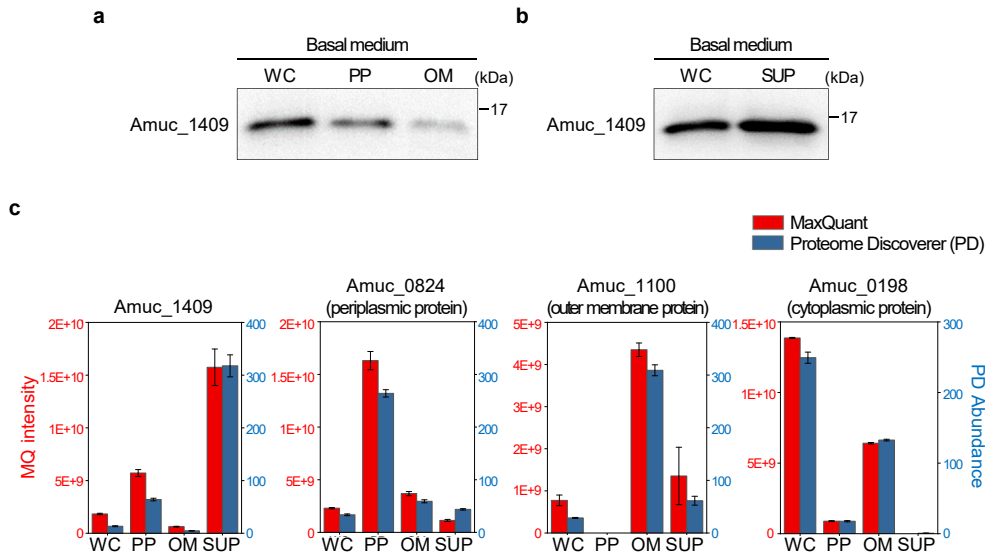 a
Basal medium
WC PP OM (kDa)
Amuc_1409
17
b
Basal medium
WC SUP (kDa)
Amuc_1409
17
c
MaxQuant
Proteome Discoverer (PD)
Amuc_1409
MQ intensity
2E+10
1.5E+10
1E+10
5E+9
0
400
300
200
100
0
WC PP OM SUP
Amuc_0824
(periplasmic protein)
2E+10
1.5E+10
1E+10
5E+9
0
400
300
200
100
0
WC PP OM SUP
Amuc_1100
(outer membrane protein)
5E+9
4E+9
3E+9
2E+9
1E+9
0
400
300
200
100
0
WC PP OM SUP
Amuc_0198
(cytoplasmic protein)
1.5E+10
1E+10
5E+9
0
300
200
100
0
WC PP OM SUP
PD Abundance